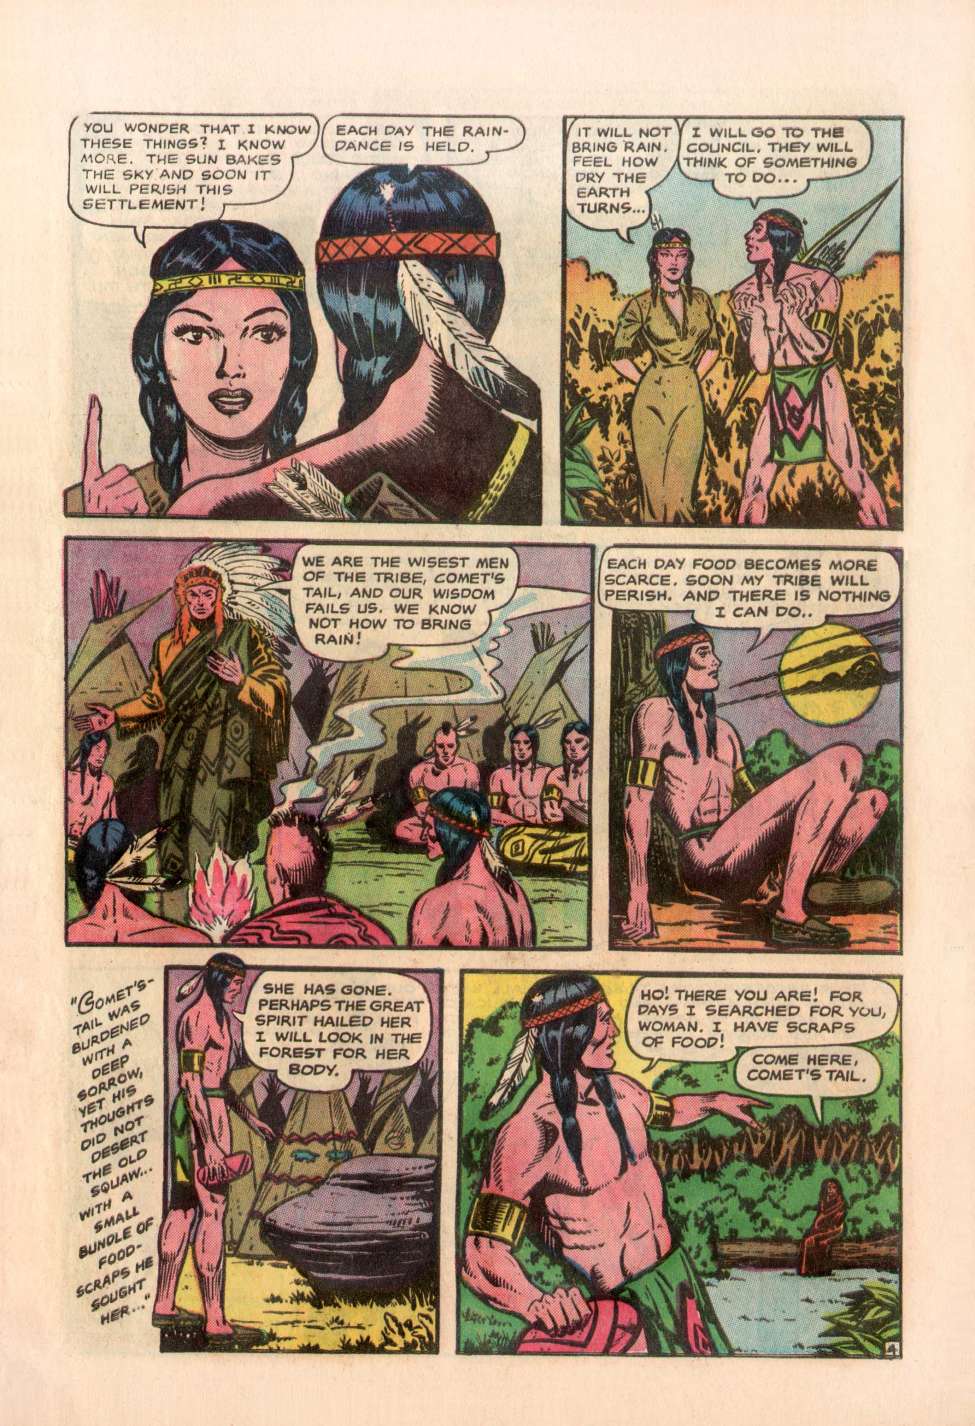 YOU WONDER THAT I KNOW
THESE THINGS? I KNOW
MORE. THE SUN BAKES
THE SKY AND SOON IT
WILL PERISH THIS
SETTLEMENT!
EACH DAY THE RAIN-
DANCE IS HELD.
IT WILL NOT
BRING RAIN.
FEEL HOW
DRY THE
EARTH
TURNS...
I WILL GO TO THE
COUNCIL. THEY WILL
THINK OF SOMETHING
TO DO...
WE ARE THE WISEST MEN
OF THE TRIBE, COMET'S
TAIL, AND OUR WISDOM
FAILS US. WE KNOW
NOT HOW TO BRING
RAIN!
EACH DAY FOOD BECOMES MORE
SCARCE. SOON MY TRIBE WILL
PERISH. AND THERE IS NOTHING
I CAN DO..
"COMET'S-
TAIL WAS
BURDENED
WITH A
DEEP
SORROW,
YET HIS
THOUGHTS
DID NOT
DESERT
THE OLD
SQUAW...
WITH A
SMALL
BUNDLE OF
FOOD-
SCRAPS HE
SOUGHT
HER..."
SHE HAS GONE.
PERHAPS THE GREAT
SPIRIT HAILED HER
I WILL LOOK IN THE
FOREST FOR HER
BODY.
HO! THERE YOU ARE! FOR
DAYS I SEARCHED FOR YOU,
WOMAN. I HAVE SCRAPS
OF FOOD!
COME HERE,
COMET'S TAIL.
4